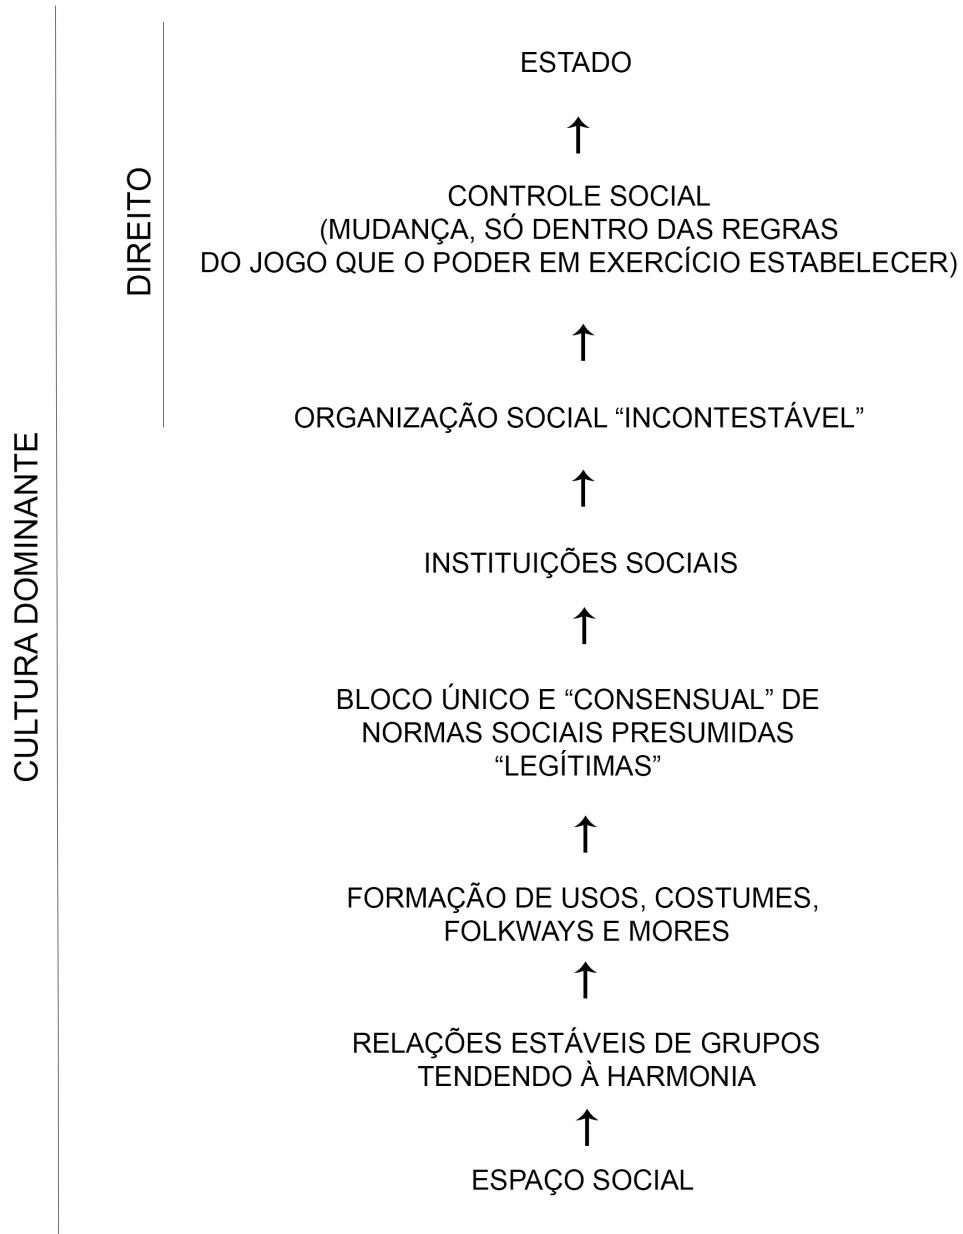 ESTADO
↑
CONTROLE SOCIAL
(MUDANÇA, SÓ DENTRO DAS REGRAS
DO JOGO QUE O PODER EM EXERCÍCIO ESTABELECER)
↑
ORGANIZAÇÃO SOCIAL “INCONTESTÁVEL”
↑
INSTITUIÇÕES SOCIAIS
↑
BLOCO ÚNICO E “CONSENSUAL” DE
NORMAS SOCIAIS PRESUMIDAS
“LEGÍTIMAS”
↑
FORMAÇÃO DE USOS, COSTUMES,
FOLKWAYS E MORES
↑
RELAÇÕES ESTÁVEIS DE GRUPOS
TENDENDO À HARMONIA
↑
ESPAÇO SOCIAL
DIREITO
CULTURA DOMINANTE